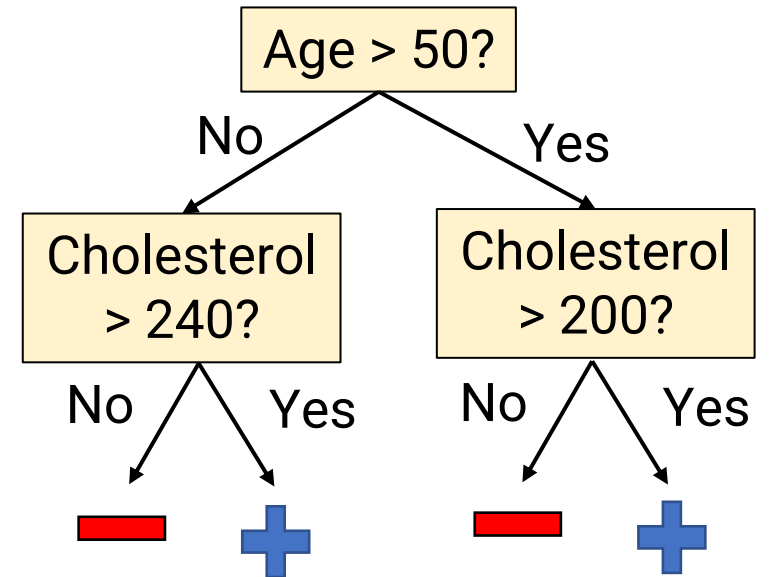 Age > 50?
No
Yes
Cholesterol
> 240?
Cholesterol
> 200?
No
Yes
No
Yes